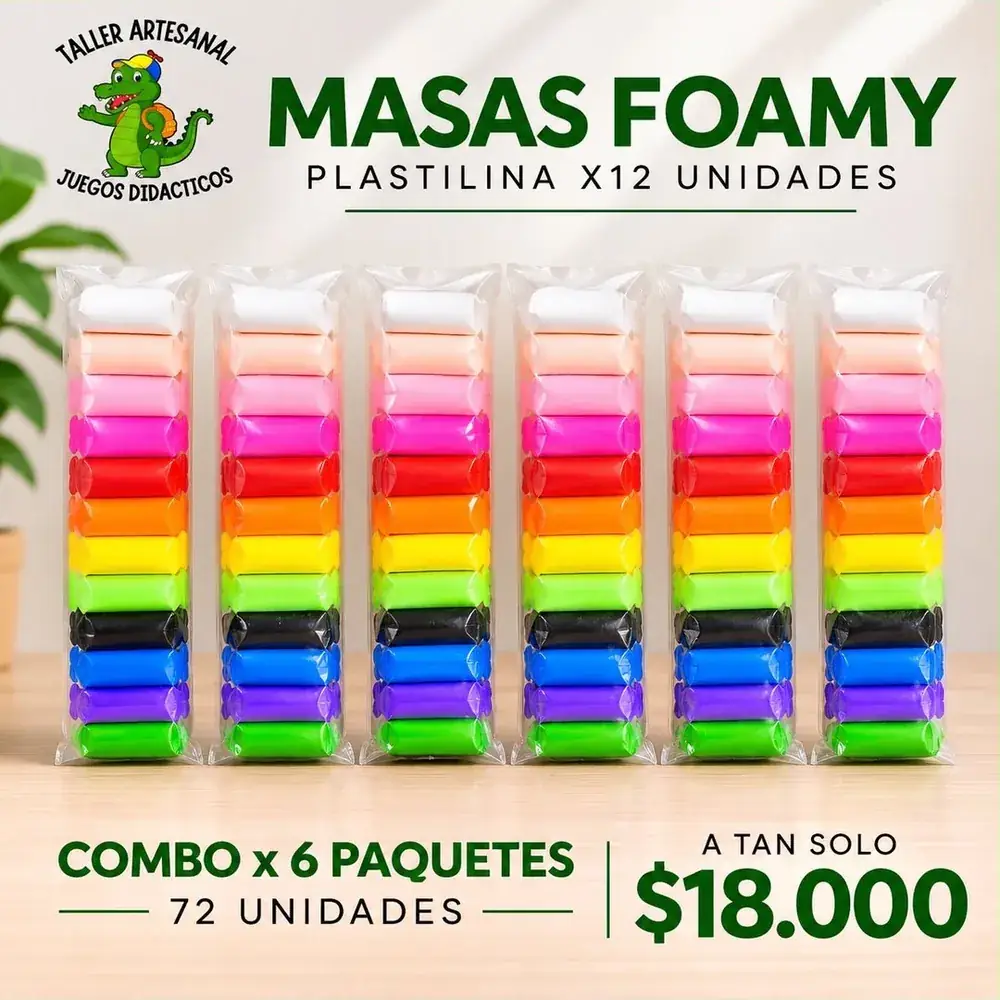 TALLER ARTESANAL
JUEGOS DIDACTICOS
MASAS FOAMY
PLASTILINA X12 UNIDADES
COMBO x 6 PAQUETES
72 UNIDADES
A TAN SOLO
$18.000